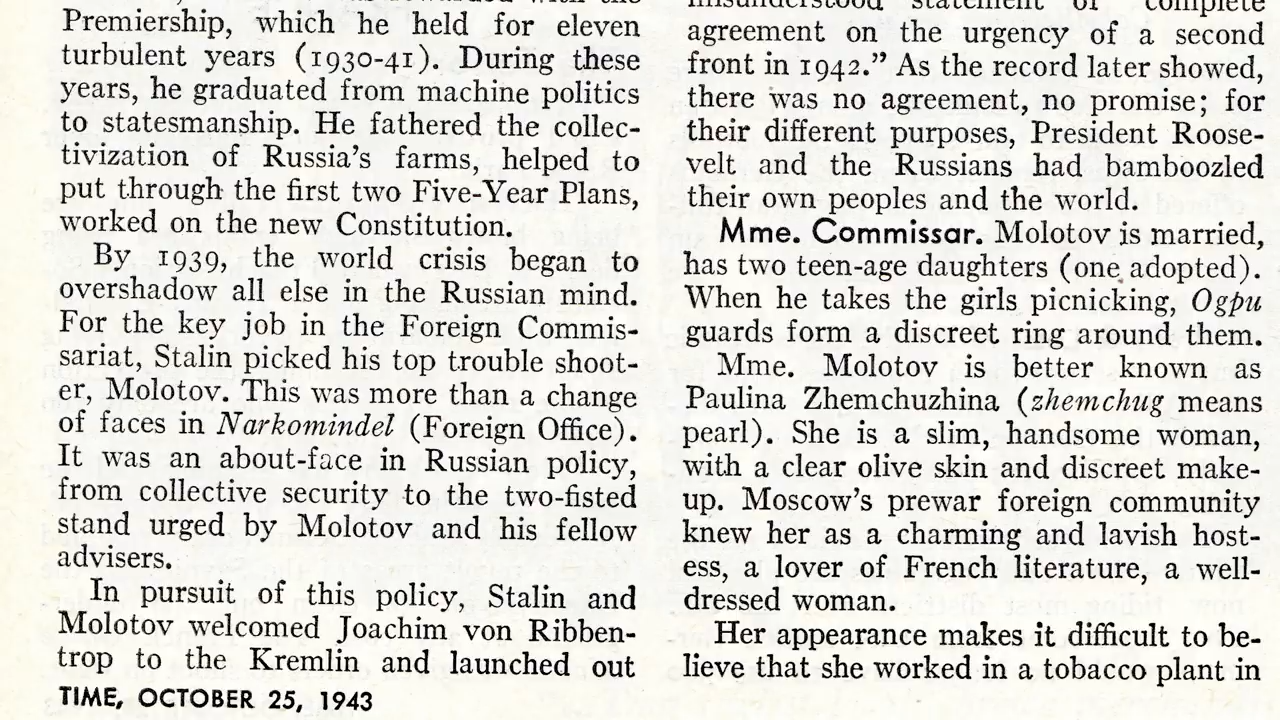 Premiership, which he held for eleven
turbulent years (1930-41). During these
years, he graduated from machine politics
to statesmanship. He fathered the collec-
tivization of Russia's farms, helped to
put through the first two Five-Year Plans,
worked on the new Constitution.
By 1939, the world crisis began to
overshadow all else in the Russian mind.
For the key job in the Foreign Commis-
sariat, Stalin picked his top trouble shoot-
er, Molotov. This was more than a change
of faces in Narkomindel (Foreign Office).
It was an about-face in Russian policy,
from collective security to the two-fisted
stand urged by Molotov and his fellow
advisers.
In pursuit of this policy, Stalin and
Molotov welcomed Joachim von Ribben-
trop to the Kremlin and launched out
TIME, OCTOBER 25, 1943
misunderstood statement of "complete
agreement on the urgency of a second
front in 1942." As the record later showed,
there was no agreement, no promise; for
their different purposes, President Roose-
velt and the Russians had bamboozled
their own peoples and the world.
Mme. Commissar. Molotov is married,
has two teen-age daughters (one adopted).
When he takes the girls picnicking, Ogpu
guards form a discreet ring around them.
Mme. Molotov is better known as
Paulina Zhemchuzhina (zhemchug means
pearl). She is a slim, handsome woman,
with a clear olive skin and discreet make-
up. Moscow's prewar foreign community
knew her as a charming and lavish host-
ess, a lover of French literature, a well-
dressed woman.
Her appearance makes it difficult to be-
lieve that she worked in a tobacco plant in